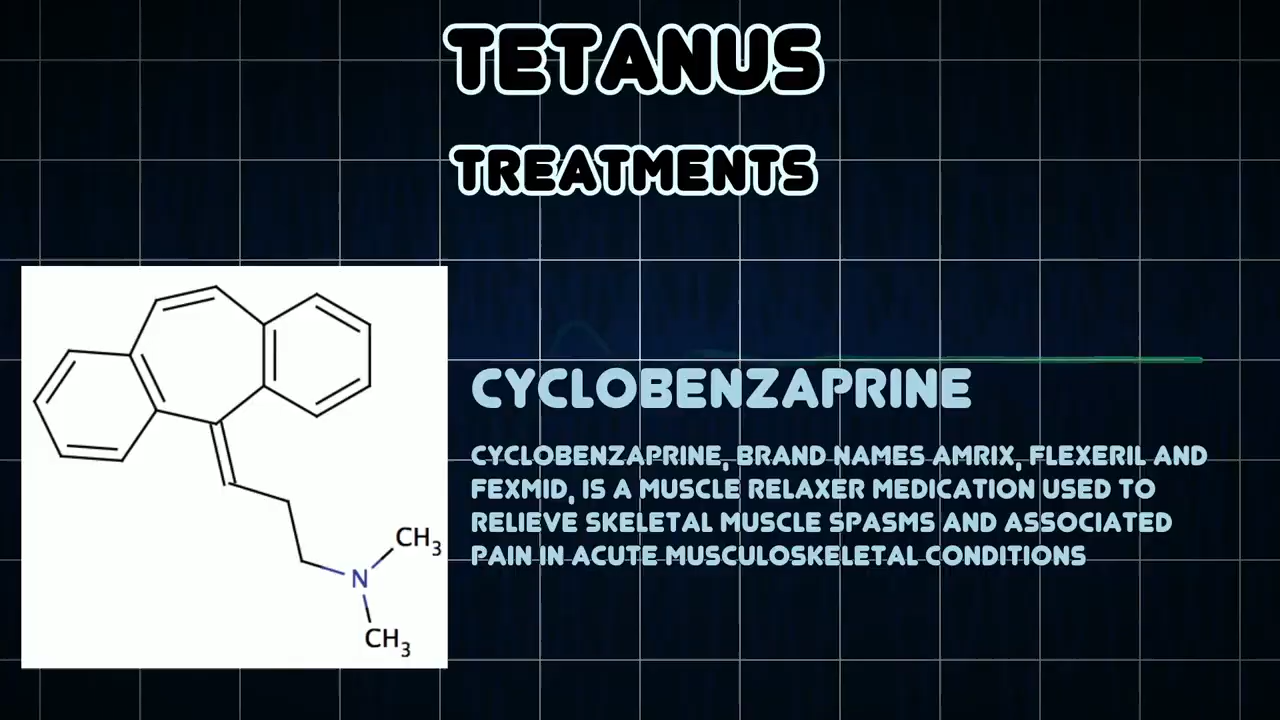 TETANUS
TREATMENTS
CYCLOBENZAPRINE
CYCLOBENZAPRINE, BRAND NAMES AMRIX, FLEXERIL AND
FEXMID, IS A MUSCLE RELAXER MEDICATION USED TO
RELIEVE SKELETAL MUSCLE SPASMS AND ASSOCIATED
PAIN IN ACUTE MUSCULOSKELETAL CONDITIONS
CH3
N
CH3